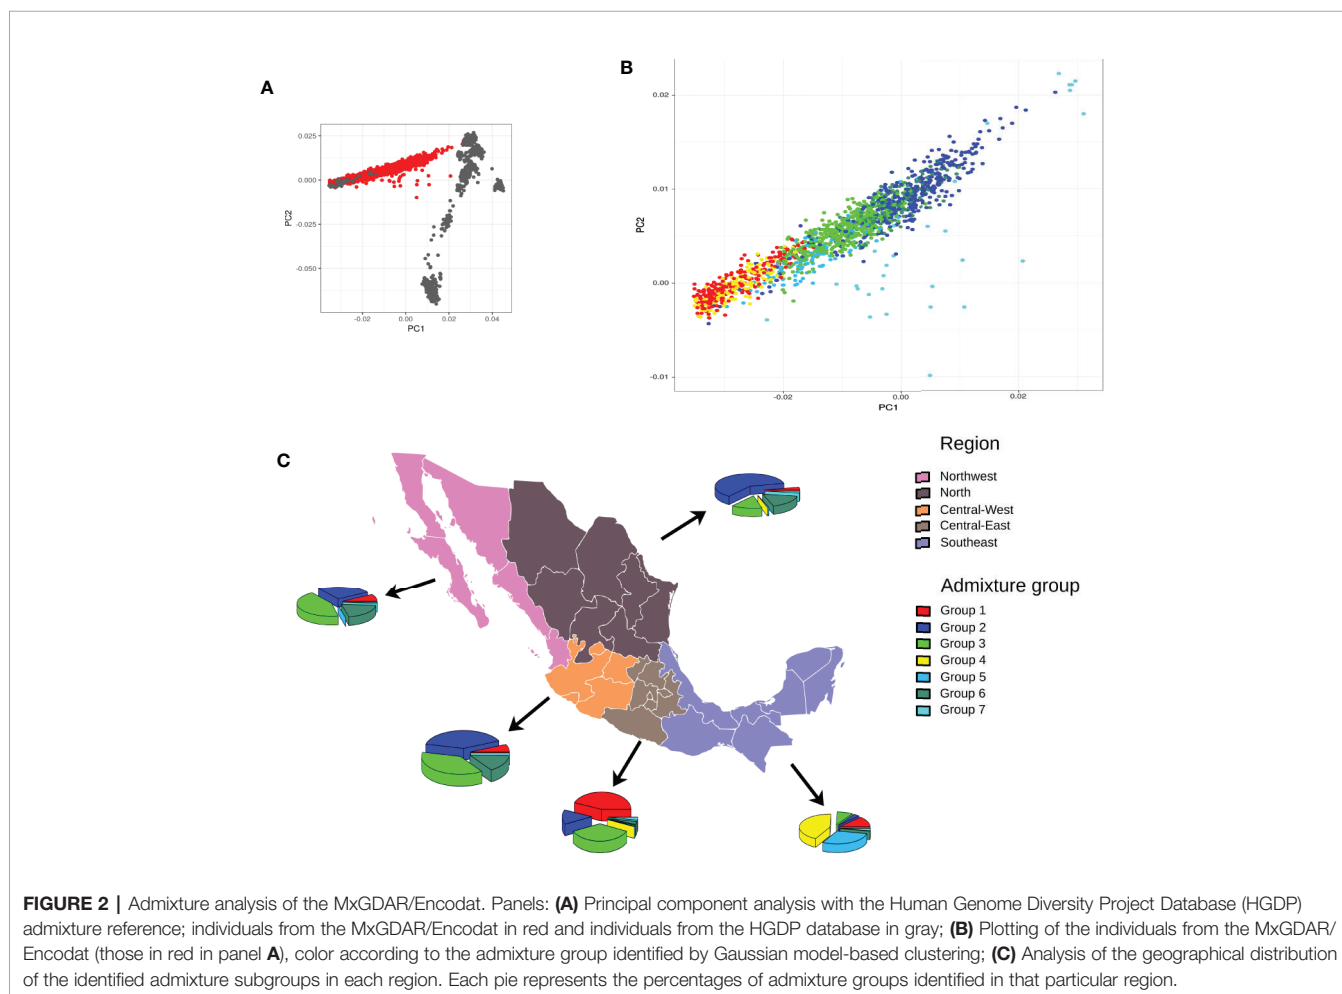 A
0.025
0.000
-0.025
-0.050
PC2
-0.02
0.00
0.02
0.04
PC1
B
0.02
0.01
0.00
-0.01
PC2
-0.02
0.00
0.02
PC1
C
Region
Northwest
North
Central-West
Central-East
Southeast
Admixture group
Group 1
Group 2
Group 3
Group 4
Group 5
Group 6
Group 7
FIGURE 2 | Admixture analysis of the MxGDAR/Encodat. Panels: (A) Principal component analysis with the Human Genome Diversity Project Database (HGDP)
admixture reference; individuals from the MxGDAR/Encodat in red and individuals from the HGDP database in gray; (B) Plotting of the individuals from the MxGDAR/
Encodat (those in red in panel A), color according to the admixture group identified by Gaussian model-based clustering; (C) Analysis of the geographical distribution
of the identified admixture subgroups in each region. Each pie represents the percentages of admixture groups identified in that particular region.